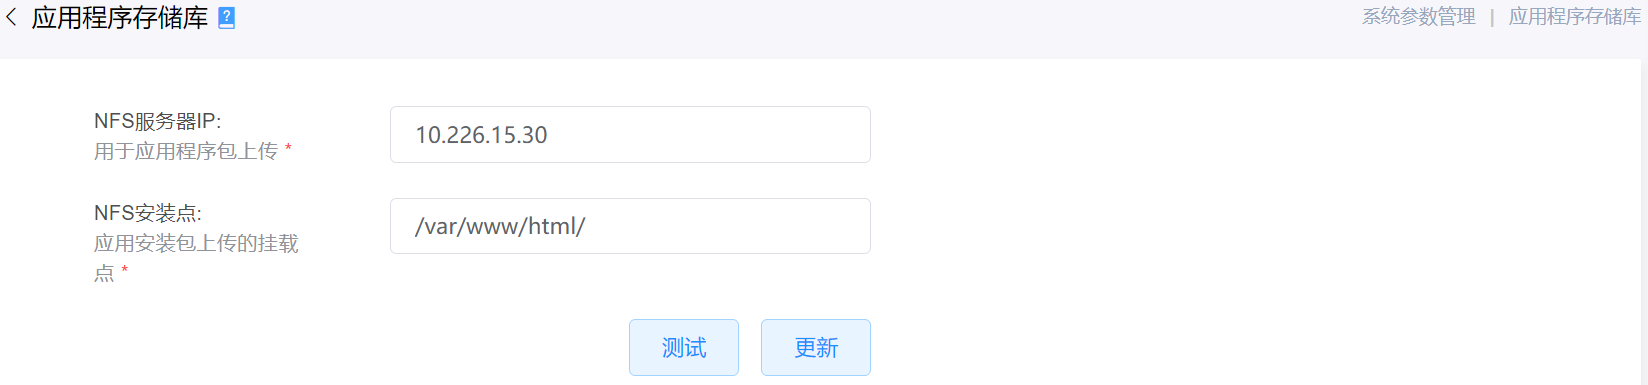 应用程序存储库
系统参数管理 | 应用程序存储库
NFS服务器IP:
用于应用程序包上传 *
10.226.15.30
NFS安装点:
应用安装包上传的挂载
点 *
/var/www/html/
测试
更新